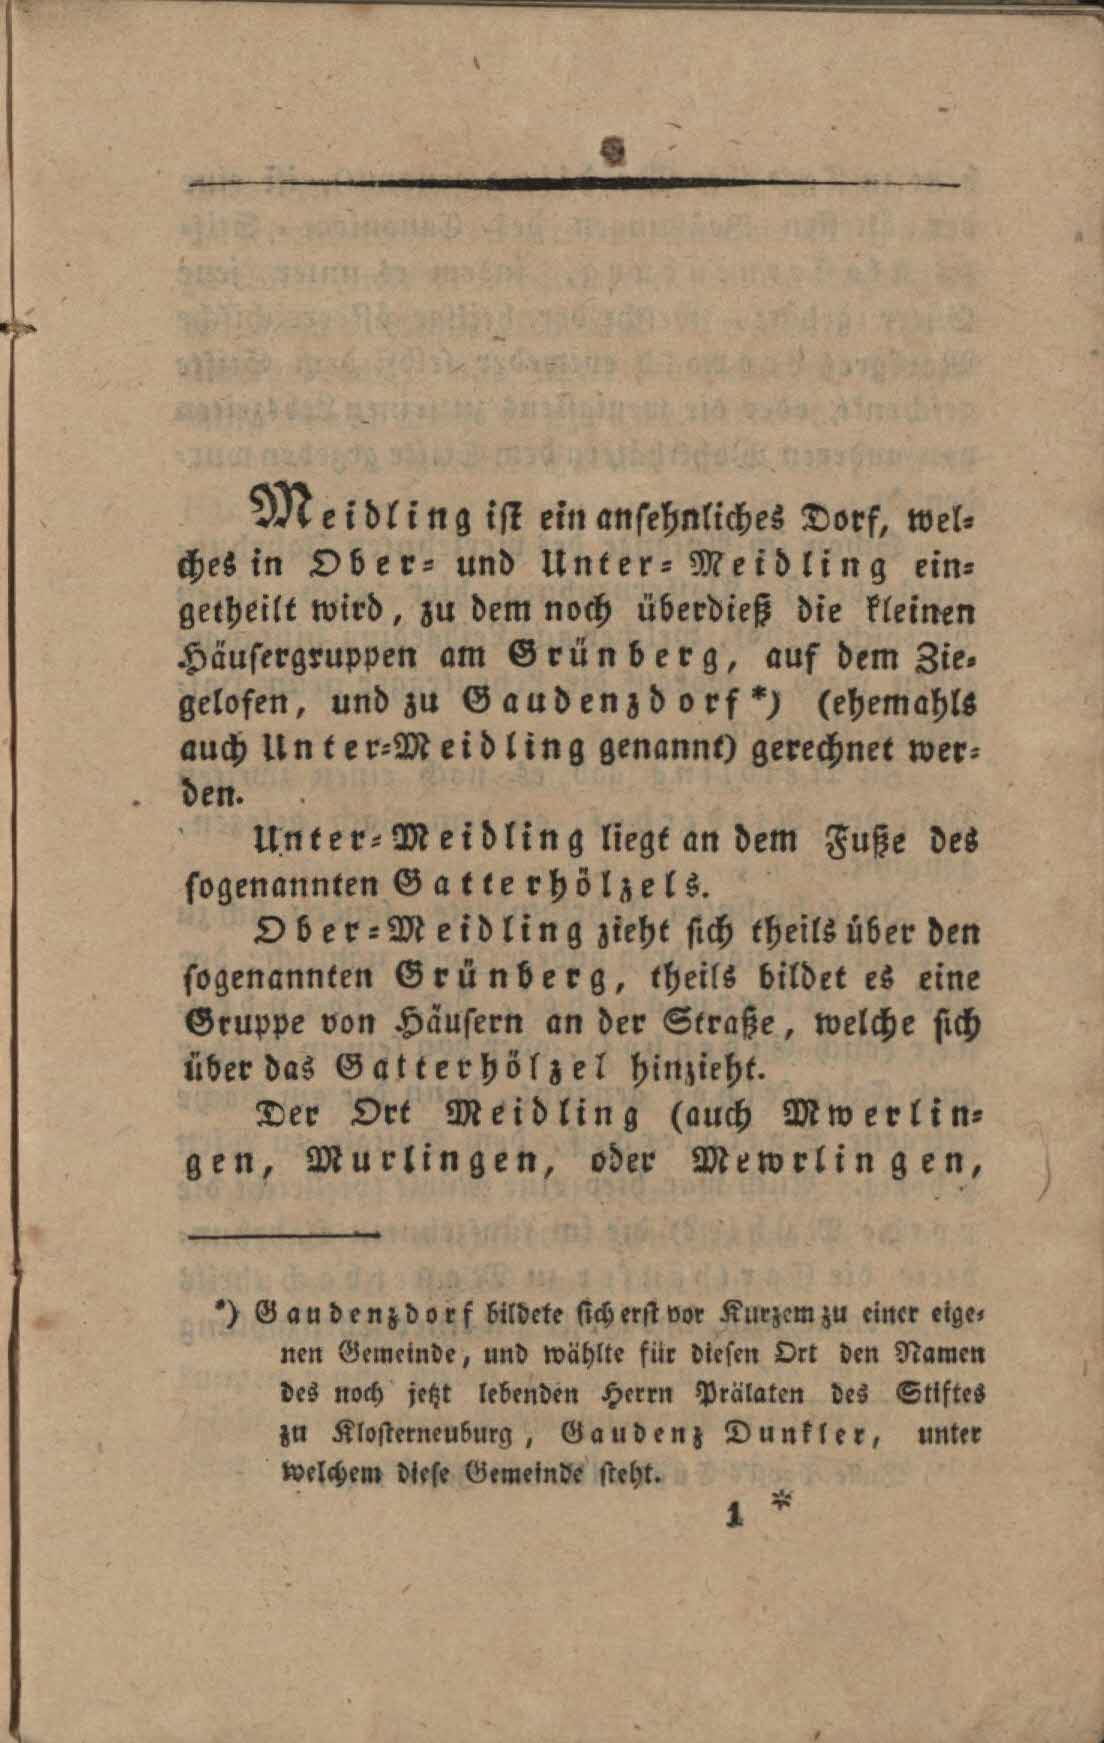 Meidling ist ein ansehnliches Dorf, wel-
ches in Ober- und Unter-Meidling ein-
getheilt wird, zu dem noch überdieß die kleinen
Häusergruppen am Grünberg, auf dem Zie-
gelofen, und zu Gaudenzdorf *) (ehemahls
auch Unter-Meidling genannt) gerechnet wer-
den.
Unter-Meidling liegt an dem Fuße des
sogenannten Gatterhölzels.
Ober-Meidling zieht sich theils über den
sogenannten Grünberg, theils bildet es eine
Gruppe von Häusern an der Straße, welche sich
über das Gatterhölzel hinzieht.
Der Ort Meidling (auch Mwerlin-
gen, Murlingen, oder Mewrlingen,
*) Gaudenzdorf bildete sich erst vor Kurzem zu einer eige-
nen Gemeinde, und wählte für diesen Ort den Namen
des noch jetzt lebenden Herrn Prälaten des Stiftes
zu Klosterneuburg, Gaudenz Dunkler, unter
welchem diese Gemeinde steht.
1 *